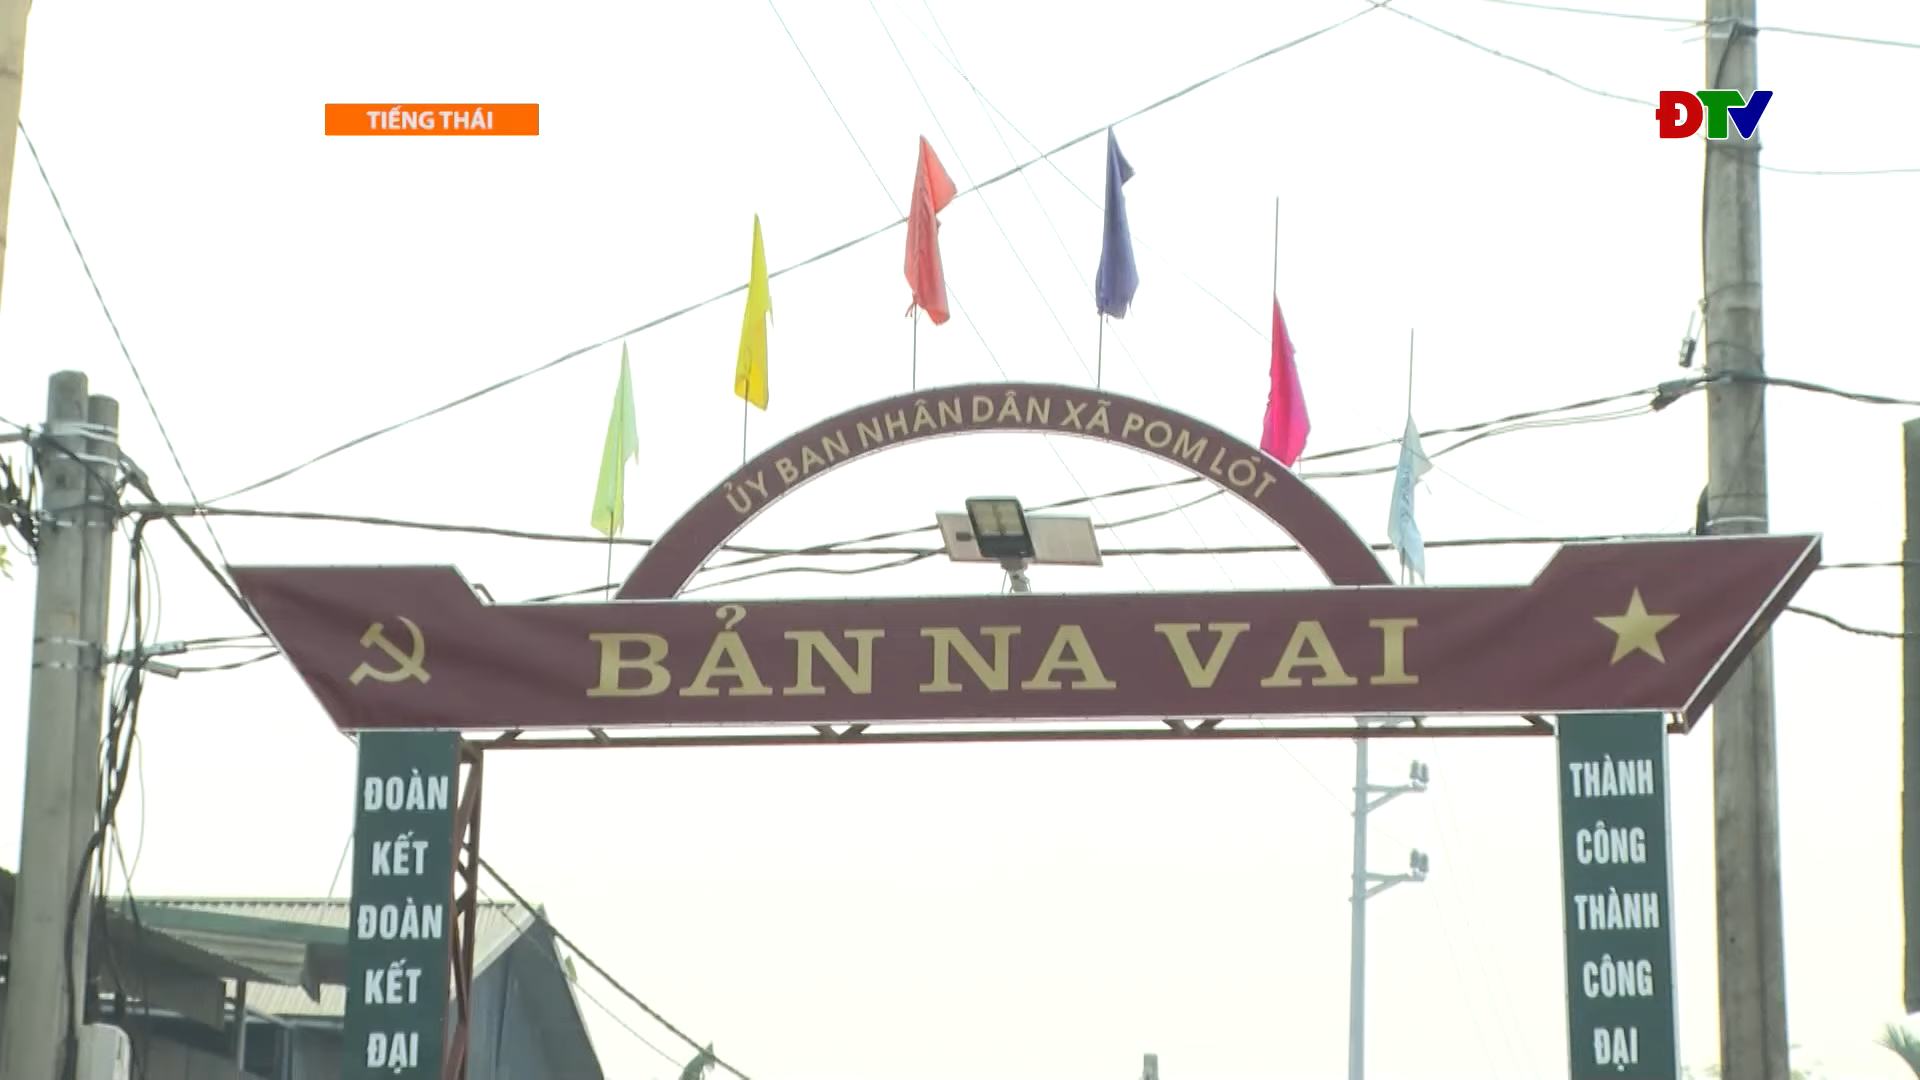 TIẾNG THÁI
ĐTV
ỦY BAN NHÂN DÂN XÃ POM LÓT
BẢN NA VAI
ĐOÀN
KẾT
ĐOÀN
KẾT
ĐẠI
THÀNH
CÔNG
THÀNH
CÔNG
ĐẠI